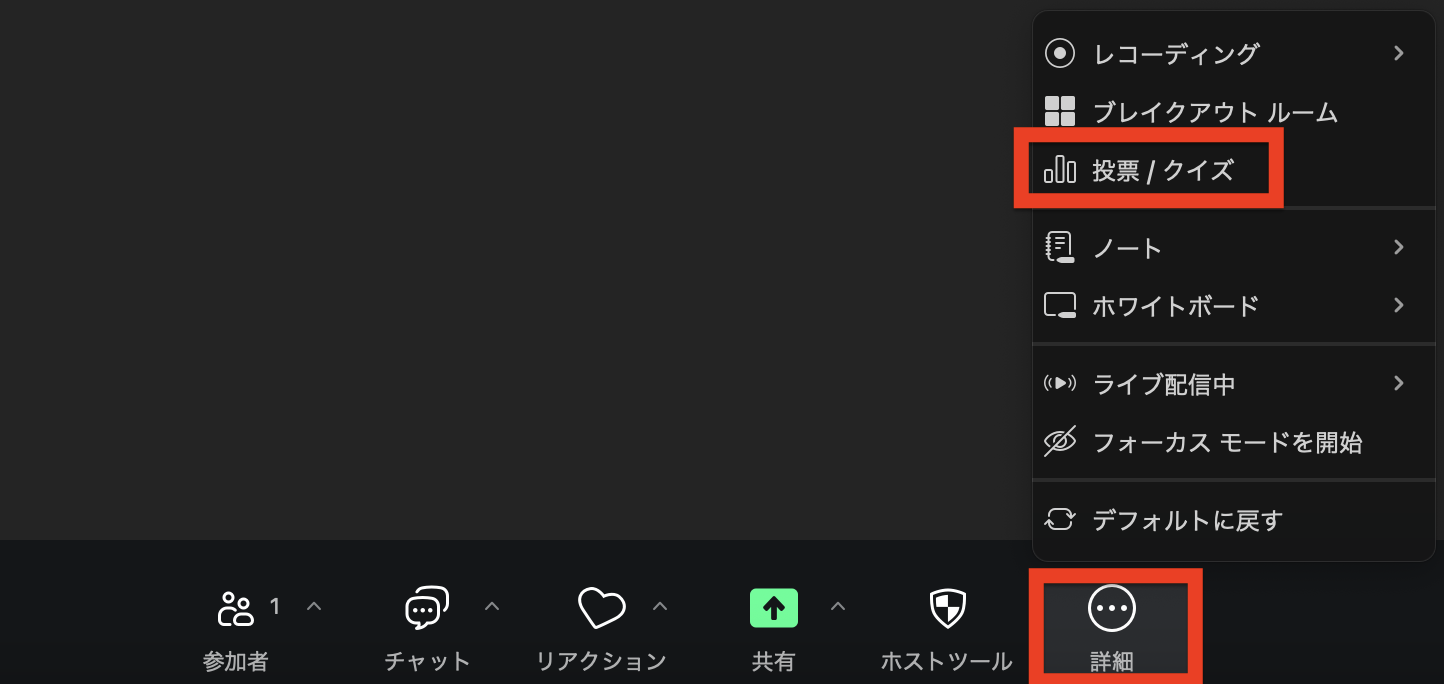 レコーディング
ブレイクアウト ルーム
投票 / クイズ
ノート
ホワイトボード
ライブ配信中
フォーカス モードを開始
デフォルトに戻す
1
参加者
チャット
リアクション
共有
ホストツール
詳細